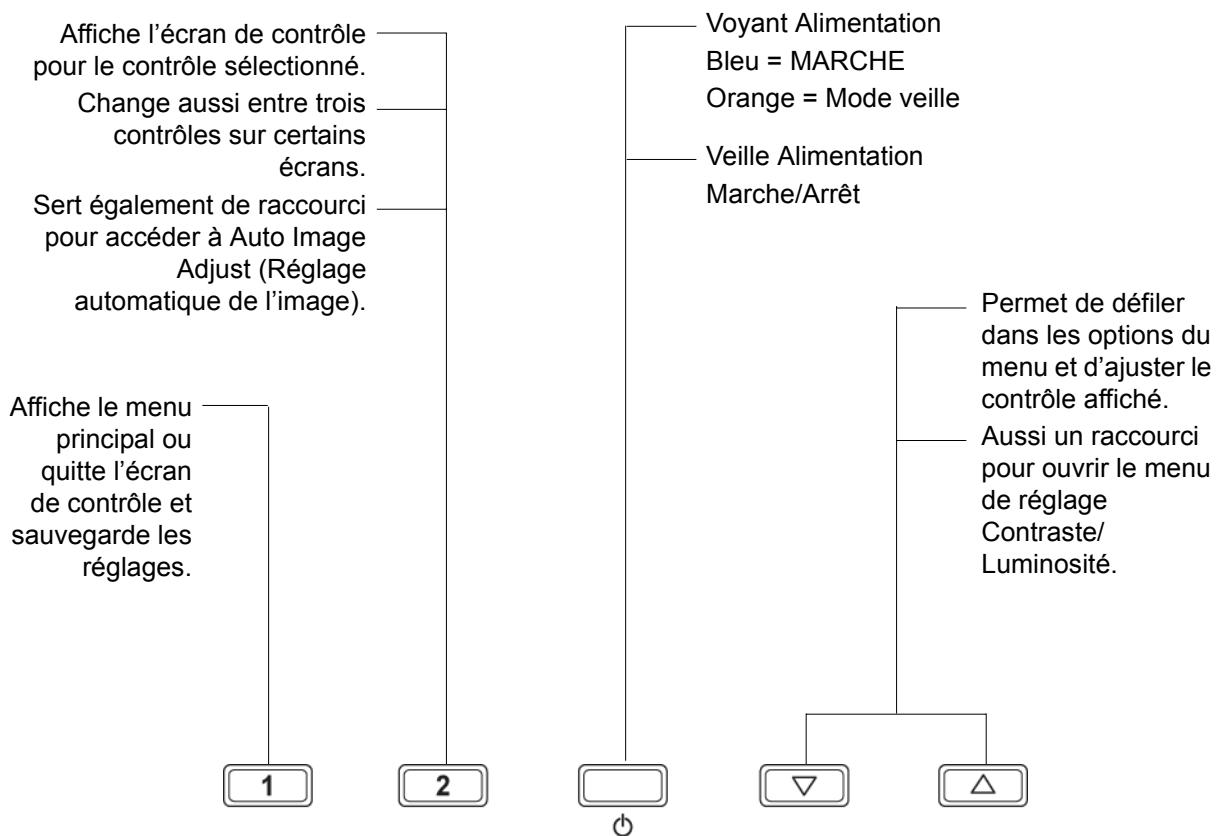 Affiche l’écran de contrôle
pour le contrôle sélectionné.
Change aussi entre trois
contrôles sur certains
écrans.
Sert également de raccourci
pour accéder à Auto Image
Adjust (Réglage
automatique de l’image).
Affiche le menu
principal ou
quitte l’écran
de contrôle et
sauvegarde les
réglages.
Voyant Alimentation
Bleu = MARCHE
Orange = Mode veille
Veille Alimentation
Marche/Arrêt
Permet de défiler
dans les options du
menu et d’ajuster le
contrôle affiché.
Aussi un raccourci
pour ouvrir le menu
de réglage
Contraste/
Luminosité.
1
2